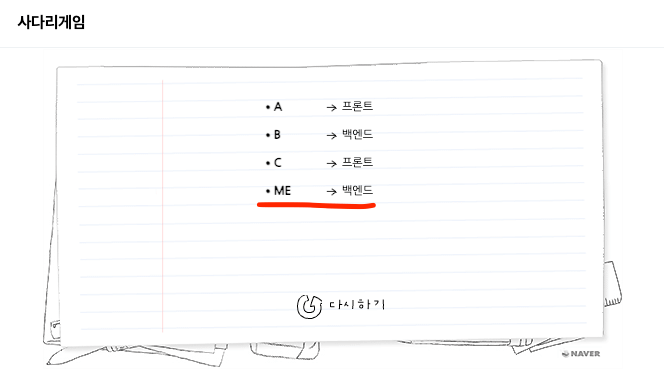 사다리게임
• A → 프론트
• B → 백엔드
• C → 프론트
• ME → 백엔드
다시하기
NAVER